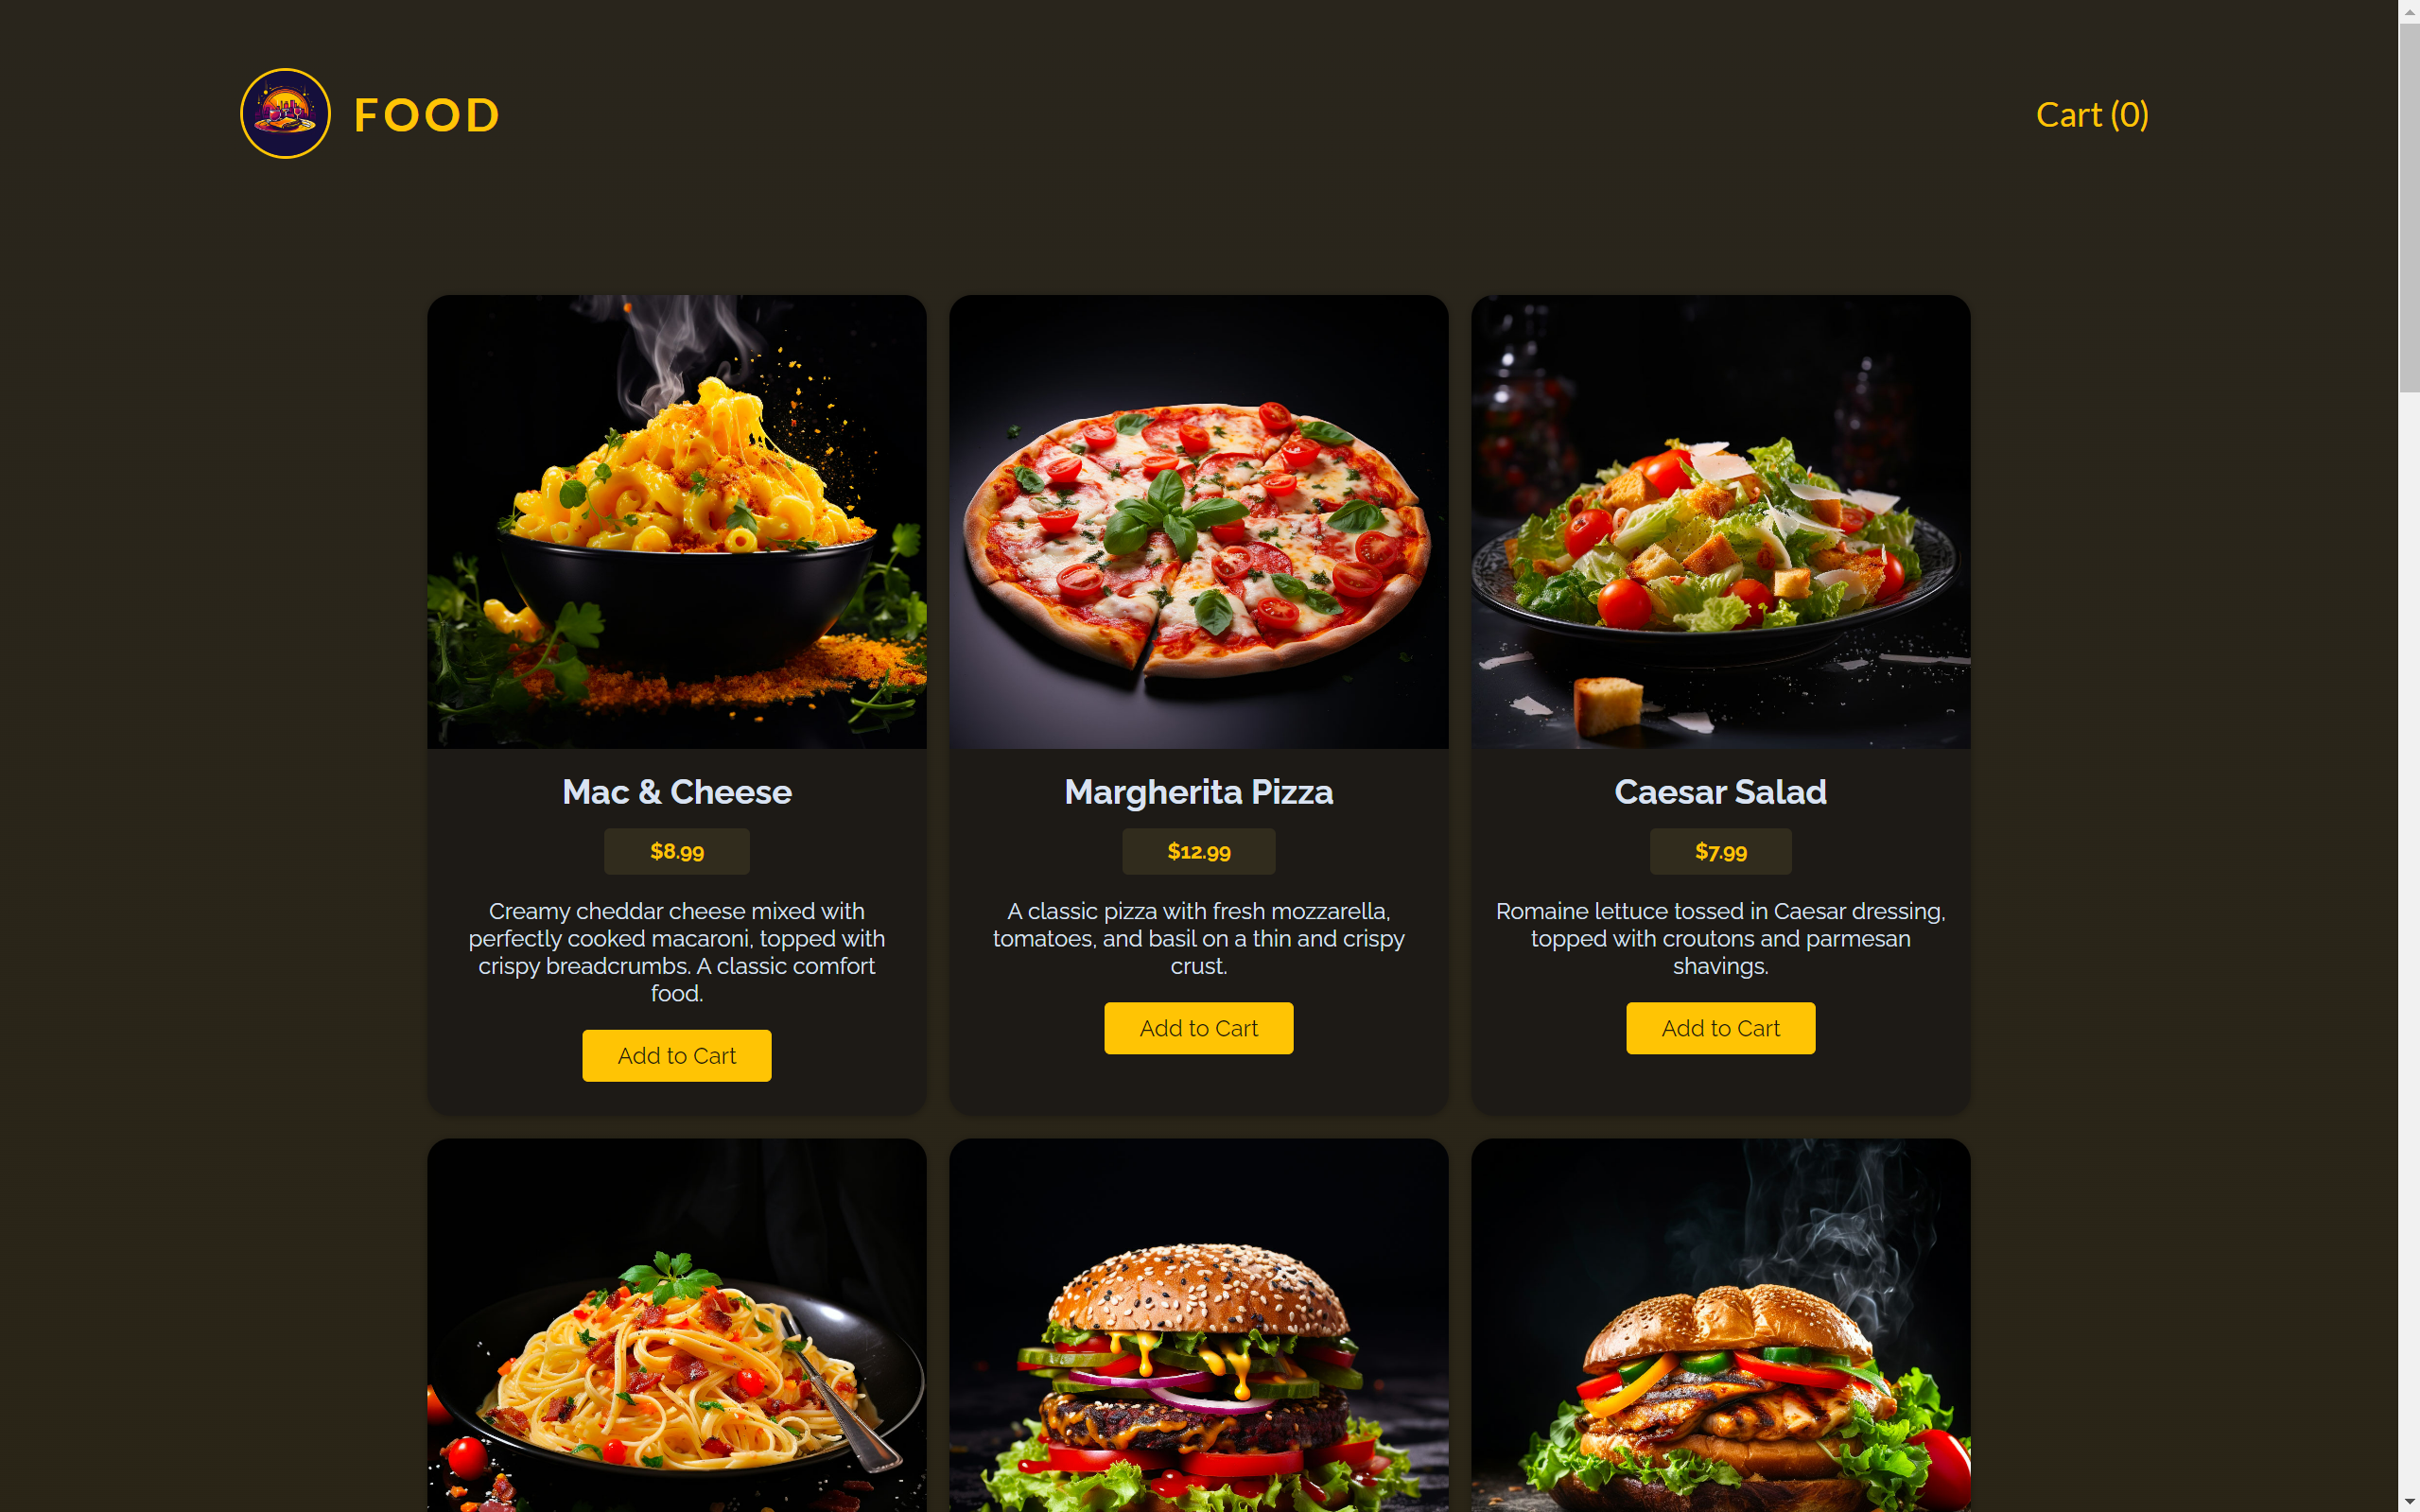 FOOD
Cart (0)
Mac & Cheese
$8.99
Creamy cheddar cheese mixed with
perfectly cooked macaroni, topped with
crispy breadcrumbs. A classic comfort
food.
Add to Cart
Margherita Pizza
$12.99
A classic pizza with fresh mozzarella,
tomatoes, and basil on a thin and crispy
crust.
Add to Cart
Caesar Salad
$7.99
Romaine lettuce tossed in Caesar dressing,
topped with croutons and parmesan
shavings.
Add to Cart